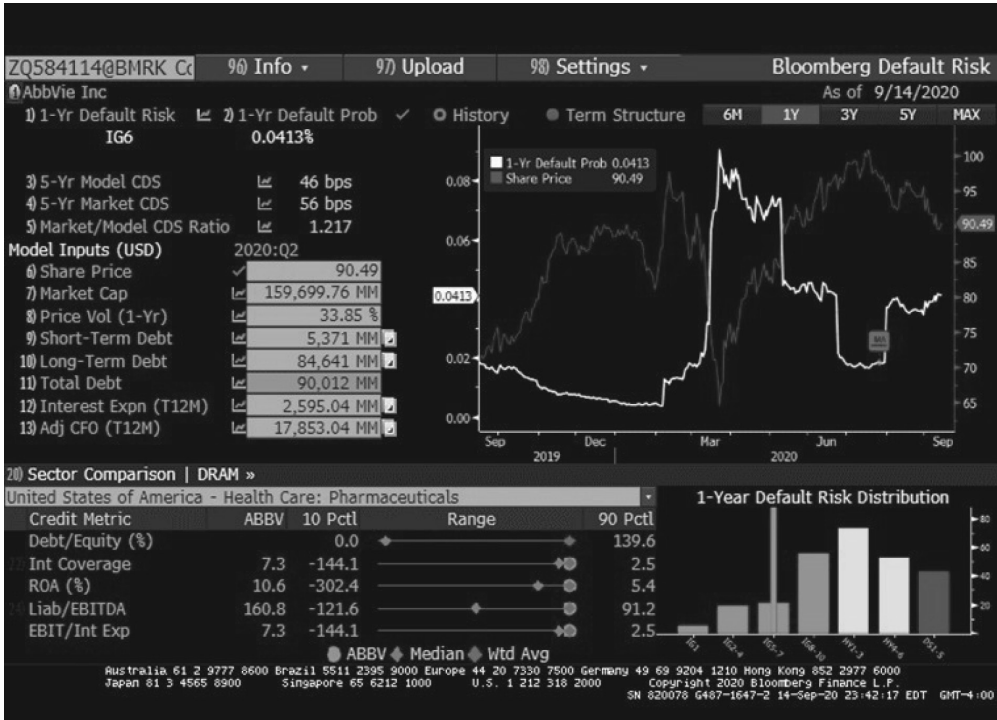 ZQ584114@BMRK Co 96) Info 97) Upload 98) Settings Bloomberg Default Risk
AbbVie Inc As of 9/14/2020
1) 1-Yr Default Risk 2) 1-Yr Default Prob History Term Structure 6M 1Y 3Y 5Y MAX
IG6 0.0413%
1-Yr Default Prob 0.0413
Share Price 90.49
3) 5-Yr Model CDS 46 bps
4) 5-Yr Market CDS 56 bps
5) Market/Model CDS Ratio 1.217
Model Inputs (USD) 2020:Q2
6) Share Price 90.49
7) Market Cap 159,699.76 MM
8) Price Vol (1-Yr) 33.85 %
9) Short-Term Debt 5,371 MM
10) Long-Term Debt 84,641 MM
11) Total Debt 90,012 MM
12) Interest Expn (T12M) 2,595.04 MM
13) Adj CFO (T12M) 17,853.04 MM
0.08
0.06
0.0413
0.02
0.00
100
95
90.49
85
80
75
70
65
Sep Dec Mar Jun Sep
2019 2020
20) Sector Comparison | DRAM »
United States of America - Health Care: Pharmaceuticals
Credit Metric ABBV 10 Pctl Range 90 Pctl
Debt/Equity (%) 0.0 139.6
Int Coverage 7.3 -144.1 2.5
ROA (%) 10.6 -302.4 5.4
Liab/EBITDA 160.8 -121.6 91.2
EBIT/Int Exp 7.3 -144.1 2.5
ABBV Median Wtd Avg
1-Year Default Risk Distribution
80
60
40
20
IG1 IG2-4 IG5-7 IG8-10 HY1-3 HY4-6 DS1-5
Australia 61 2 9777 8600 Brazil 5511 2395 9000 Europe 44 20 7330 7500 Germany 49 69 9204 1210 Hong Kong 852 2977 6000
Japan 81 3 4565 8900 Singapore 65 6212 1000 U.S. 1 212 318 2000 Copyright 2020 Bloomberg Finance L.P.
SN 820078 G487-1647-2 14-Sep-20 23:42:17 EDT GMT-4:00